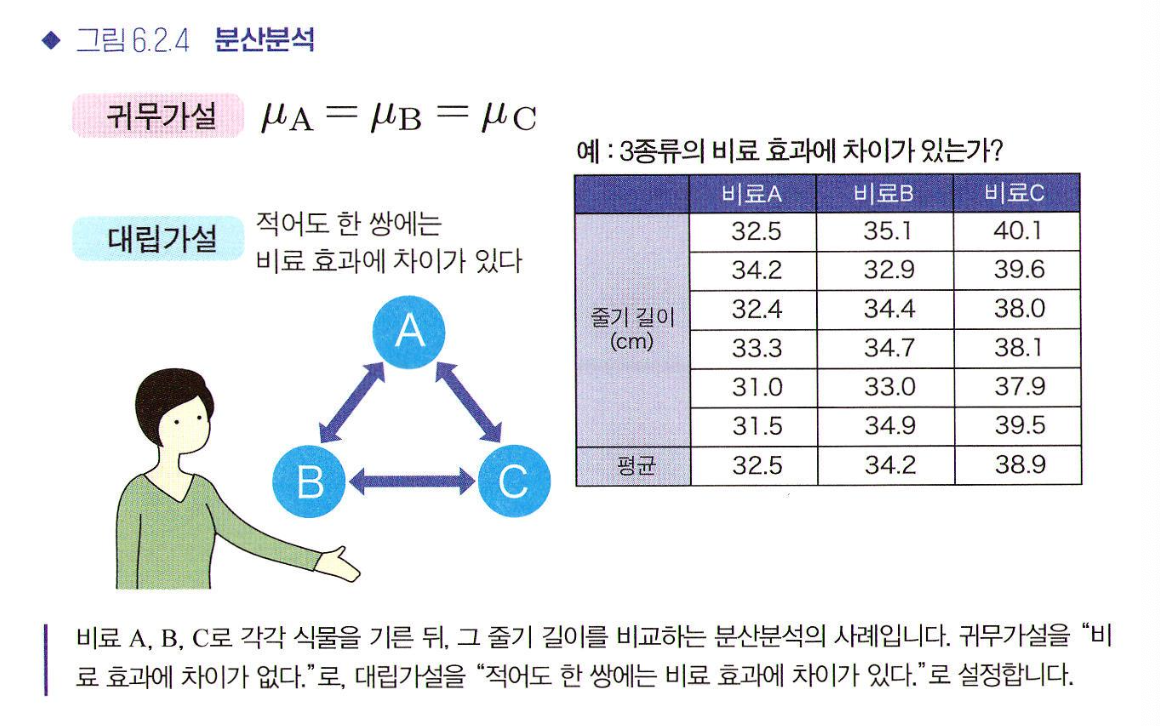 ◆ 그림 6.2.4 분산분석
귀무가설 μA = μB = μC
대립가설 적어도 한 쌍에는
비료 효과에 차이가 있다
A
B C
예 : 3종류의 비료 효과에 차이가 있는가?
비료A 비료B 비료C
줄기 길이
(cm)
32.5 35.1 40.1
34.2 32.9 39.6
32.4 34.4 38.0
33.3 34.7 38.1
31.0 33.0 37.9
31.5 34.9 39.5
평균 32.5 34.2 38.9
비료 A, B, C로 각각 식물을 기른 뒤, 그 줄기 길이를 비교하는 분산분석의 사례입니다. 귀무가설을 “비
료 효과에 차이가 없다.”로, 대립가설을 “적어도 한 쌍에는 비료 효과에 차이가 있다.”로 설정합니다.